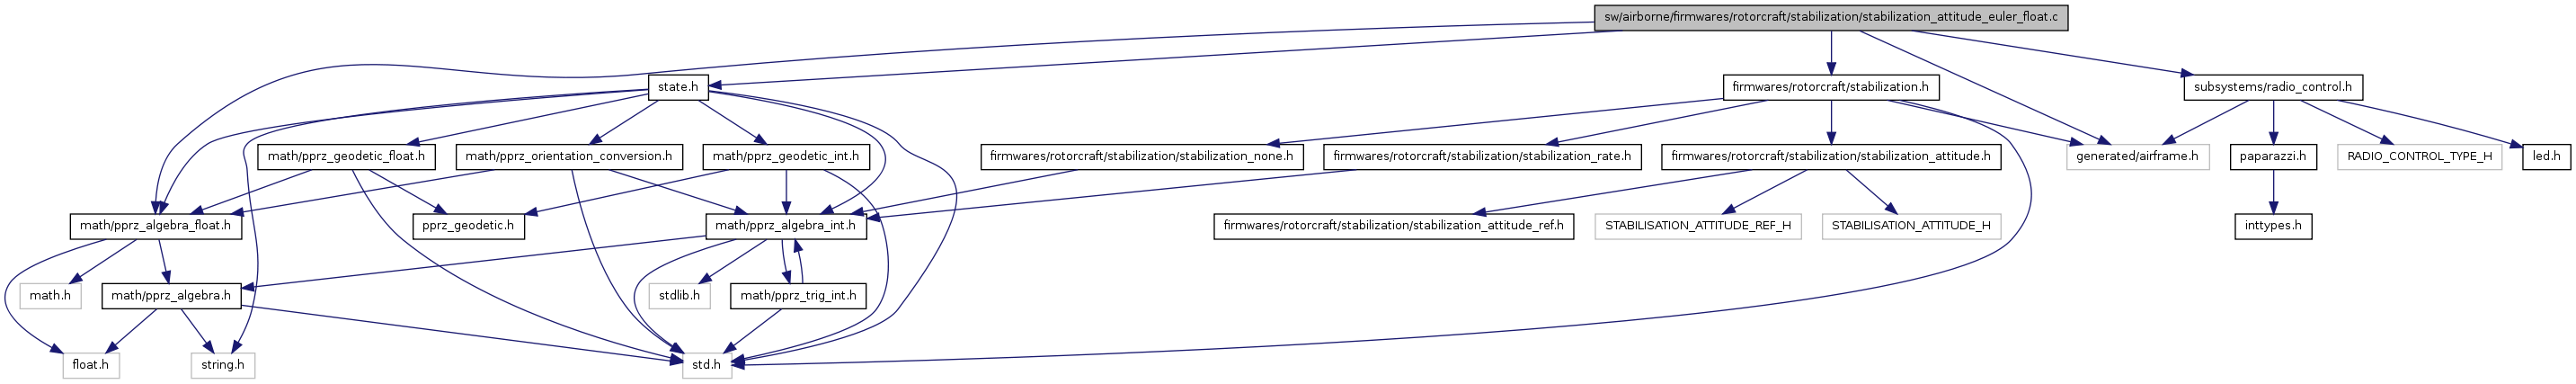 sw/airborne/firmwares/rotorcraft/stabilization/stabilization_attitude_euler_float.c
state.h
firmwares/rotorcraft/stabilization.h
subsystems/radio_control.h
math/pprz_geodetic_float.h
math/pprz_orientation_conversion.h
math/pprz_geodetic_int.h
firmwares/rotorcraft/stabilization/stabilization_none.h
firmwares/rotorcraft/stabilization/stabilization_rate.h
firmwares/rotorcraft/stabilization/stabilization_attitude.h
generated/airframe.h
paparazzi.h
RADIO_CONTROL_TYPE_H
led.h
math/pprz_algebra_float.h
pprz_geodetic.h
math/pprz_algebra_int.h
firmwares/rotorcraft/stabilization/stabilization_attitude_ref.h
STABILISATION_ATTITUDE_REF_H
STABILISATION_ATTITUDE_H
inttypes.h
math.h
math/pprz_algebra.h
stdlib.h
math/pprz_trig_int.h
float.h
string.h
std.h